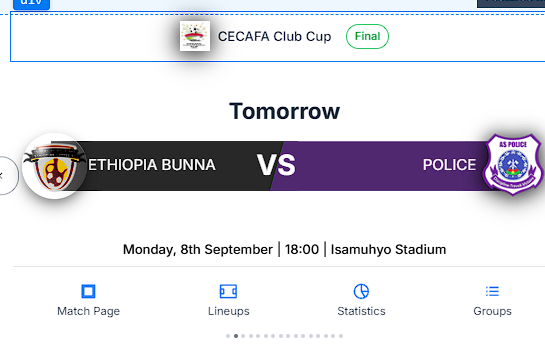 div
CECAFA Club Cup Final
Tomorrow
ETHIOPIA BUNNA VS POLICE
AS POLICE
Monday, 8th September | 18:00 | Isamuhyo Stadium
Match Page Lineups Statistics Groups